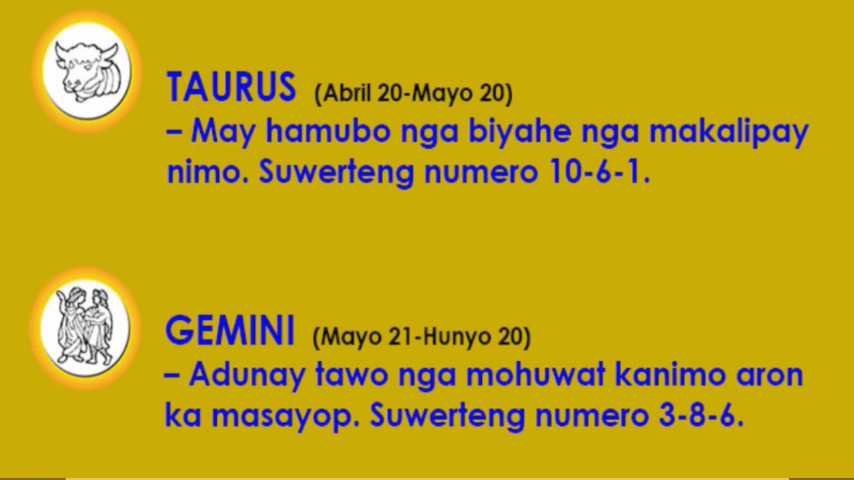 TAURUS (Abril 20-Mayo 20)
– May hamubo nga biyahe nga makalipay
nimo. Suwerteng numero 10-6-1.
GEMINI (Mayo 21-Hunyo 20)
– Adunay tawo nga mohuwat kanimo aron
ka masayop. Suwerteng numero 3-8-6.